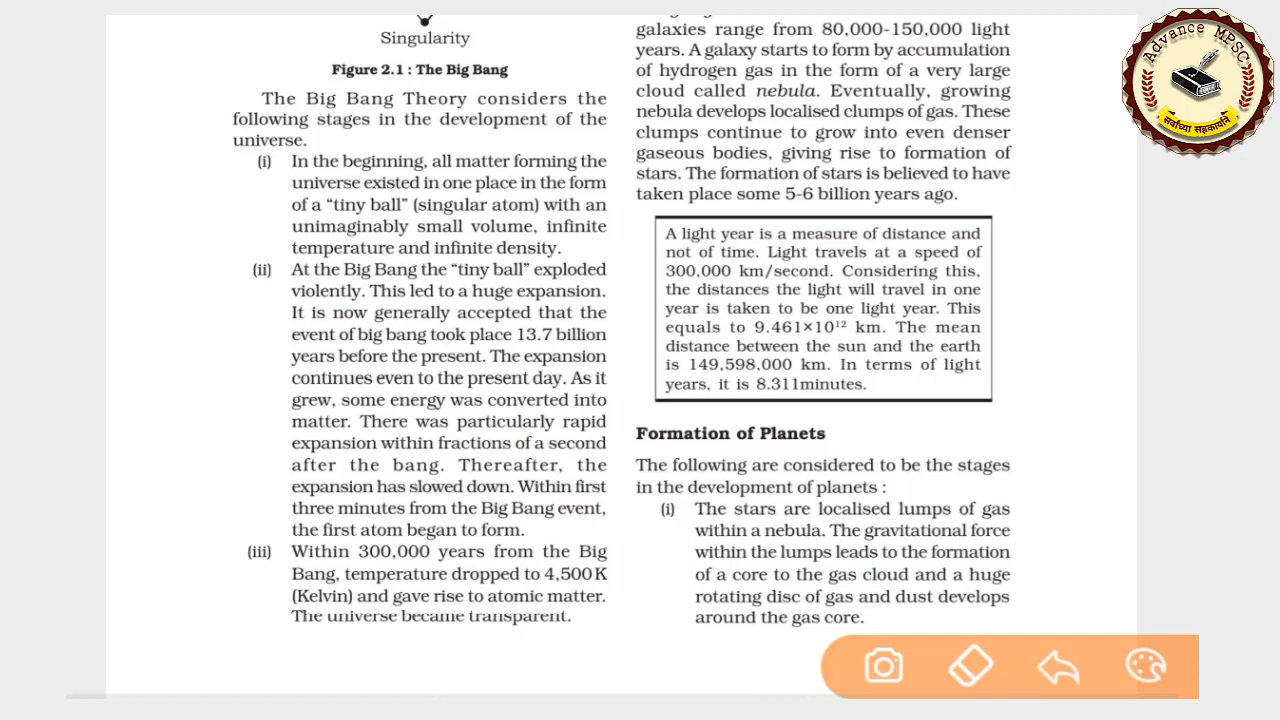 Singularity
Figure 2.1 : The Big Bang
The Big Bang Theory considers the
following stages in the development of the
universe.
(i) In the beginning, all matter forming the
universe existed in one place in the form
of a “tiny ball” (singular atom) with an
unimaginably small volume, infinite
temperature and infinite density.
(ii) At the Big Bang the “tiny ball” exploded
violently. This led to a huge expansion.
It is now generally accepted that the
event of big bang took place 13.7 billion
years before the present. The expansion
continues even to the present day. As it
grew, some energy was converted into
matter. There was particularly rapid
expansion within fractions of a second
after the bang. Thereafter, the
expansion has slowed down. Within first
three minutes from the Big Bang event,
the first atom began to form.
(iii) Within 300,000 years from the Big
Bang, temperature dropped to 4,500 K
(Kelvin) and gave rise to atomic matter.
The universe became transparent.
galaxies range from 80,000-150,000 light
years. A galaxy starts to form by accumulation
of hydrogen gas in the form of a very large
cloud called nebula. Eventually, growing
nebula develops localised clumps of gas. These
clumps continue to grow into even denser
gaseous bodies, giving rise to formation of
stars. The formation of stars is believed to have
taken place some 5-6 billion years ago.
A light year is a measure of distance and
not of time. Light travels at a speed of
300,000 km/second. Considering this,
the distances the light will travel in one
year is taken to be one light year. This
equals to 9.461×10¹² km. The mean
distance between the sun and the earth
is 149,598,000 km. In terms of light
years, it is 8.311minutes.
Formation of Planets
The following are considered to be the stages
in the development of planets :
(i) The stars are localised lumps of gas
within a nebula. The gravitational force
within the lumps leads to the formation
of a core to the gas cloud and a huge
rotating disc of gas and dust develops
around the gas core.
Advance MPSC
सर्वांच्या सहकार्याने